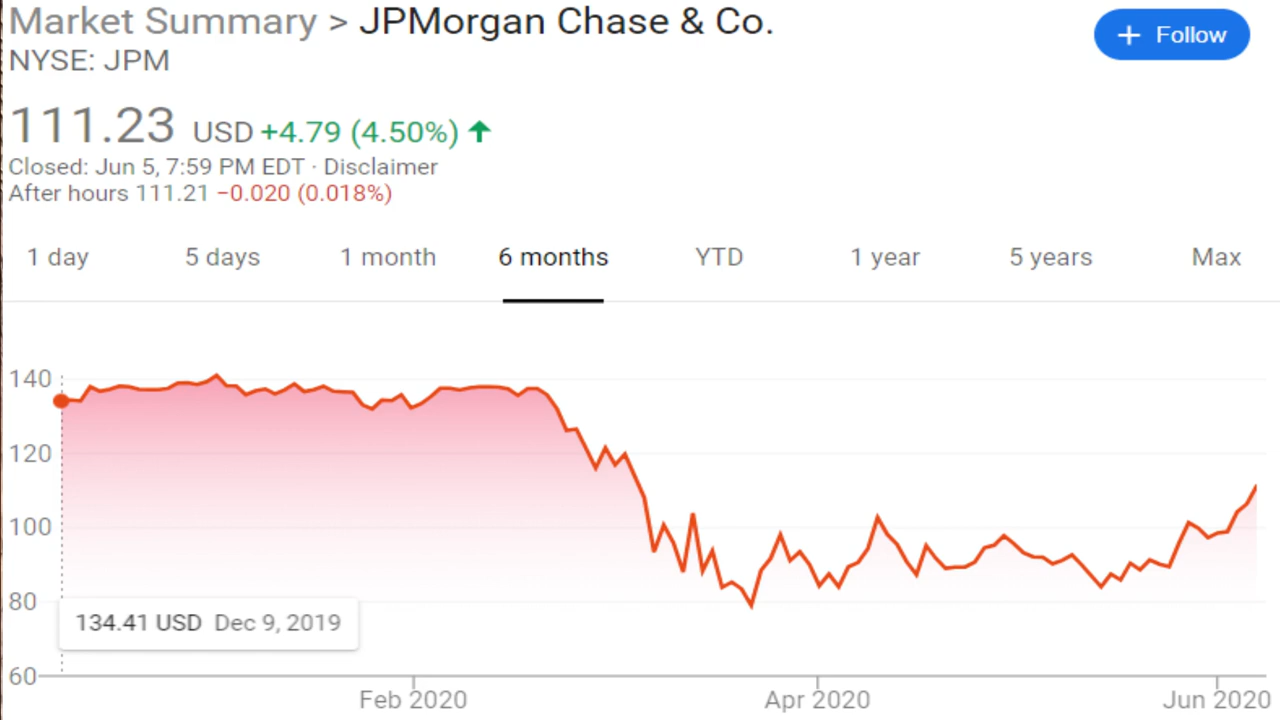 Market Summary > JPMorgan Chase & Co.
+ Follow
NYSE: JPM
111.23 USD +4.79 (4.50%) ↑
Closed: Jun 5, 7:59 PM EDT · Disclaimer
After hours 111.21 −0.020 (0.018%)
1 day 5 days 1 month 6 months YTD 1 year 5 years Max
140
120
100
80
134.41 USD Dec 9, 2019
60
Feb 2020 Apr 2020 Jun 2020